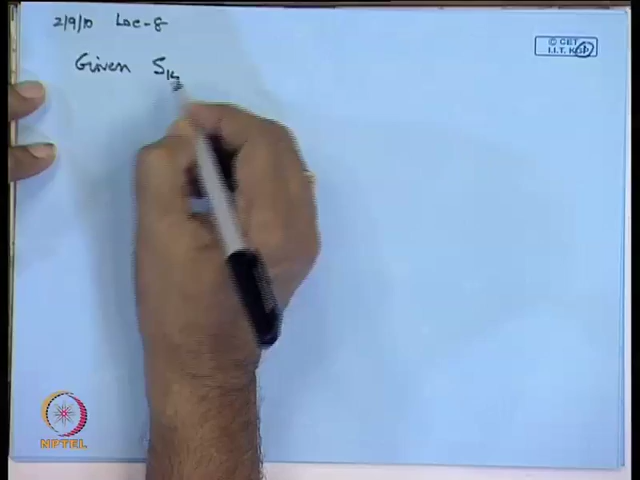 2/9/10 Lec-8
© CET
I.I.T. KGP
Given S
NPTEL